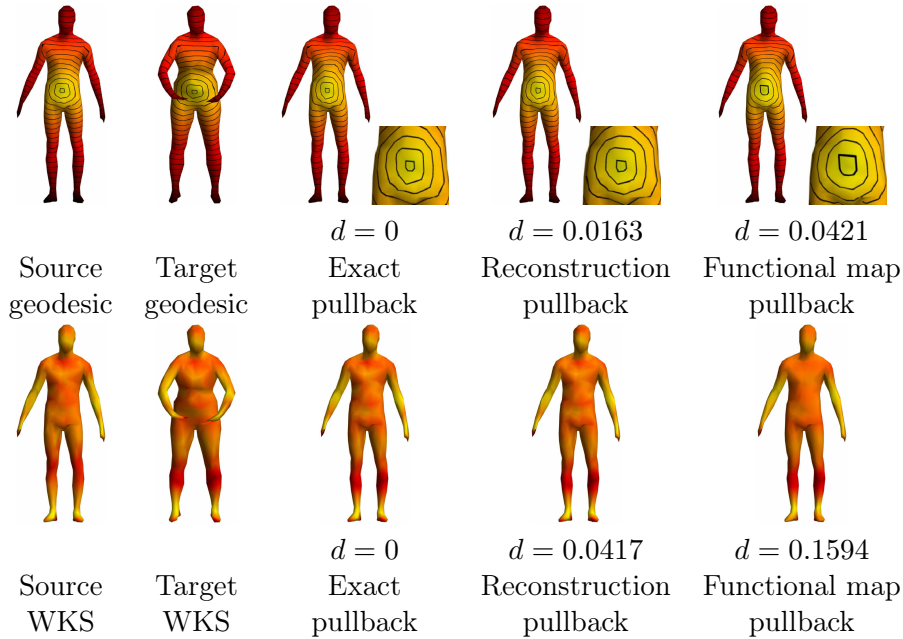 d = 0 d = 0.0163 d = 0.0421
Source Target Exact Reconstruction Functional map
geodesic geodesic pullback pullback pullback
d = 0 d = 0.0417 d = 0.1594
Source Target Exact Reconstruction Functional map
WKS WKS pullback pullback pullback